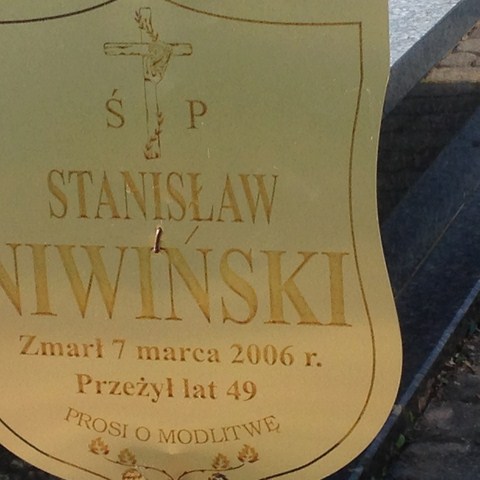 Ś P
STANISŁAW
NIWIŃSKI
Zmarł 7 marca 2006 r.
Przeżył lat 49
PROSI O MODLITWĘ